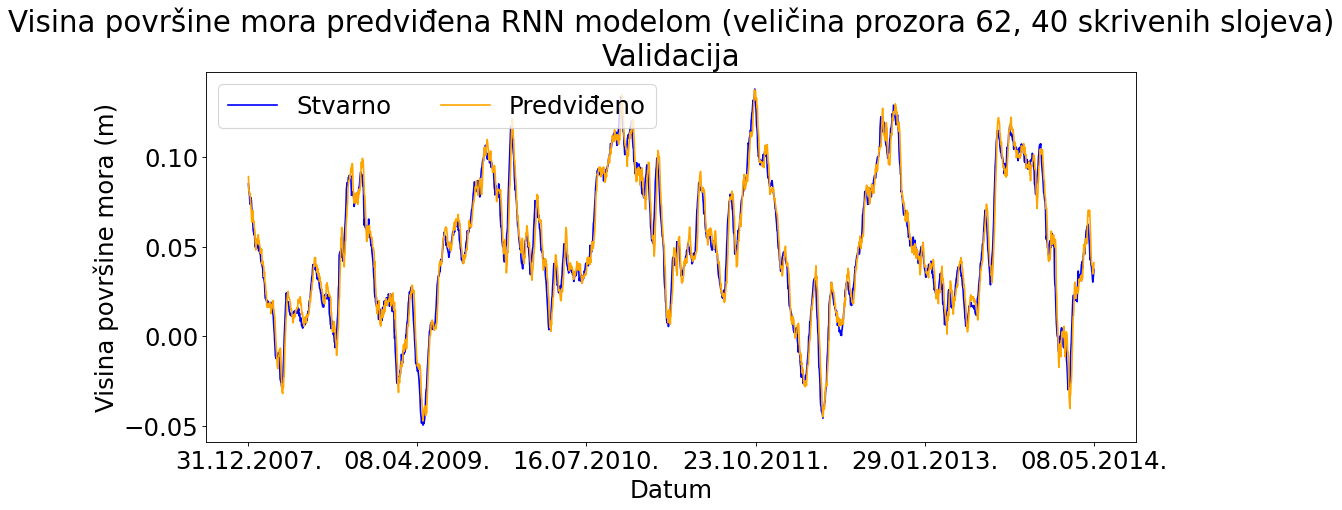 Visina površine mora predviđena RNN modelom (veličina prozora 62, 40 skrivenih slojeva)
Validacija
Stvarno Predviđeno
Visina površine mora (m)
0.10
0.05
0.00
−0.05
31.12.2007. 08.04.2009. 16.07.2010. 23.10.2011. 29.01.2013. 08.05.2014.
Datum